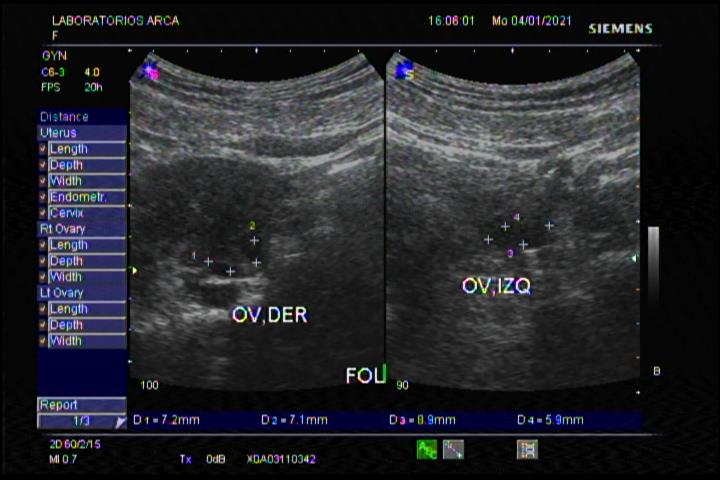 LABORATORIOS ARCA
16:06:01 Mo 04/01/2021
SIEMENS
F
GYN
C6-3 4.0
FPS 20h
Distance
Uterus
Length
Depth
Width
Endometr.
Cervix
Rt Ovary
Length
Depth
Width
Lt Ovary
Length
Depth
Width
Report
1/3
S
1
2
3
4
OV,DER
OV,IZQ
FOL
100
90
B
D1=7.2mm D2=7.1mm D3=8.9mm D4=5.9mm
2D60/2/15
MI 0.7 Tx 0dB XDA03110342